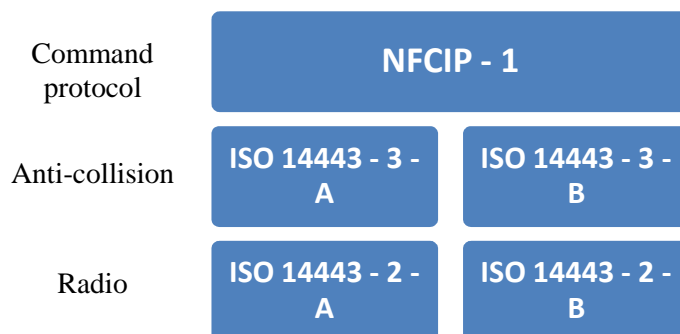 Command
protocol
NFCIP - 1
Anti-collision
ISO 14443 - 3 -
A
ISO 14443 - 3 -
B
Radio
ISO 14443 - 2 -
A
ISO 14443 - 2 -
B